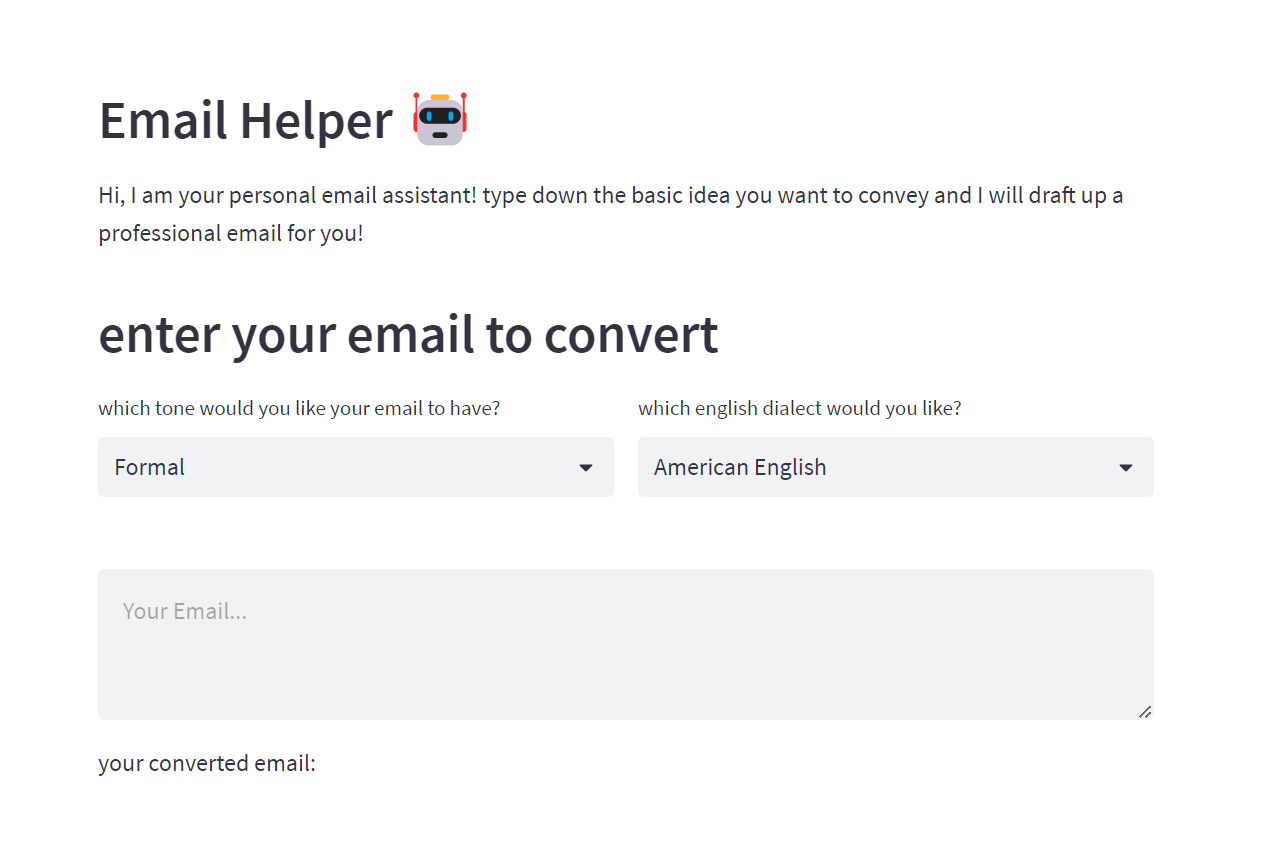 Email Helper
Hi, I am your personal email assistant! type down the basic idea you want to convey and I will draft up a
professional email for you!
enter your email to convert
which tone would you like your email to have?
which english dialect would you like?
Formal
American English
Your Email...
your converted email: